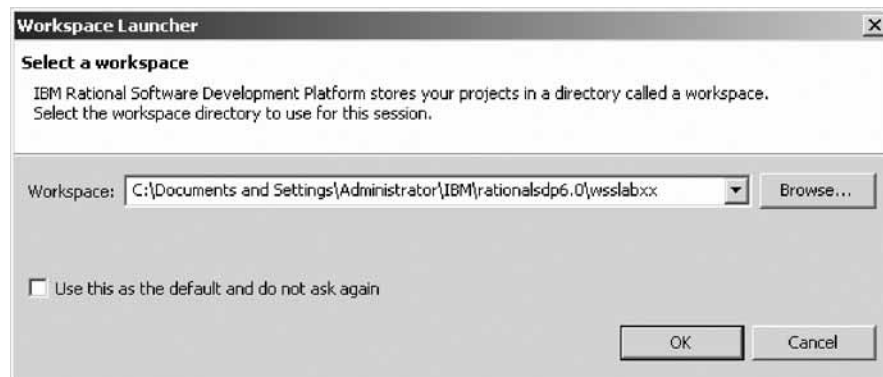 Workspace Launcher
Select a workspace
IBM Rational Software Development Platform stores your projects in a directory called a workspace.
Select the workspace directory to use for this session.
Workspace: C:\Documents and Settings\Administrator\IBM\rationalsdp6.0\wsslabxx Browse...
Use this as the default and do not ask again
OK Cancel